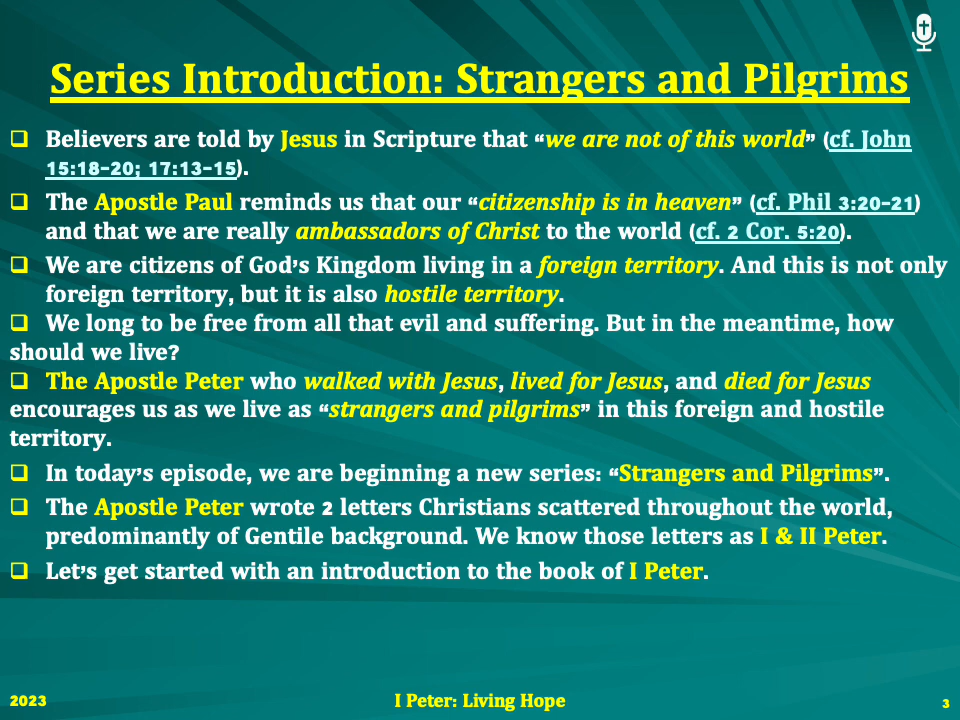 Series Introduction: Strangers and Pilgrims
❑ Believers are told by Jesus in Scripture that “we are not of this world” (cf. John
15:18-20; 17:13-15).
❑ The Apostle Paul reminds us that our “citizenship is in heaven” (cf. Phil 3:20-21)
and that we are really ambassadors of Christ to the world (cf. 2 Cor. 5:20).
❑ We are citizens of God’s Kingdom living in a foreign territory. And this is not only
foreign territory, but it is also hostile territory.
❑ We long to be free from all that evil and suffering. But in the meantime, how
should we live?
❑ The Apostle Peter who walked with Jesus, lived for Jesus, and died for Jesus
encourages us as we live as “strangers and pilgrims” in this foreign and hostile
territory.
❑ In today’s episode, we are beginning a new series: “Strangers and Pilgrims”.
❑ The Apostle Peter wrote 2 letters Christians scattered throughout the world,
predominantly of Gentile background. We know those letters as I & II Peter.
❑ Let’s get started with an introduction to the book of I Peter.
2023
I Peter: Living Hope
3